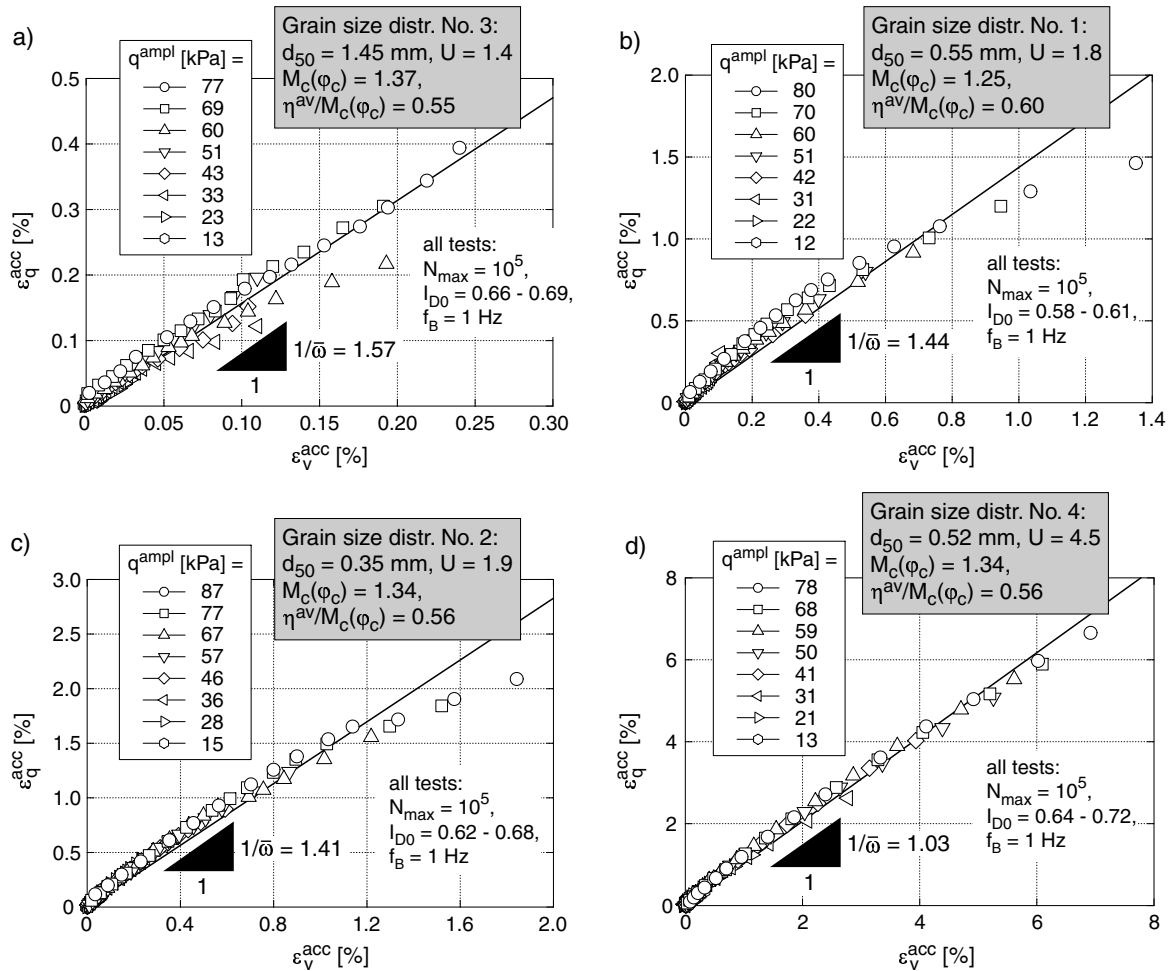 a)
Grain size distr. No. 3:
d50 = 1.45 mm, U = 1.4
Mc(φc) = 1.37,
ηav/Mc(φc) = 0.55
qampl [kPa] =
77
69
60
51
43
33
23
13
0.5
0.4
0.3
0.2
0.1
0
εqacc [%]
all tests:
Nmax = 10^5,
ID0 = 0.66 - 0.69,
fB = 1 Hz
1/ω̄ = 1.57
1
0
0.05
0.10
0.15
0.20
0.25
0.30
εvacc [%]
b)
Grain size distr. No. 1:
d50 = 0.55 mm, U = 1.8
Mc(φc) = 1.25,
ηav/Mc(φc) = 0.60
qampl [kPa] =
80
70
60
51
42
31
22
12
2.0
1.5
1.0
0.5
0
εqacc [%]
all tests:
Nmax = 10^5,
ID0 = 0.58 - 0.61,
fB = 1 Hz
1/ω̄ = 1.44
1
0
0.2
0.4
0.6
0.8
1.0
1.2
1.4
εvacc [%]
c)
Grain size distr. No. 2:
d50 = 0.35 mm, U = 1.9
Mc(φc) = 1.34,
ηav/Mc(φc) = 0.56
qampl [kPa] =
87
77
67
57
46
36
28
15
3.0
2.5
2.0
1.5
1.0
0.5
0
εqacc [%]
all tests:
Nmax = 10^5,
ID0 = 0.62 - 0.68,
fB = 1 Hz
1/ω̄ = 1.41
1
0
0.4
0.8
1.2
1.6
2.0
εvacc [%]
d)
Grain size distr. No. 4:
d50 = 0.52 mm, U = 4.5
Mc(φc) = 1.34,
ηav/Mc(φc) = 0.56
qampl [kPa] =
78
68
59
50
41
31
21
13
8
6
4
2
0
εqacc [%]
all tests:
Nmax = 10^5,
ID0 = 0.64 - 0.72,
fB = 1 Hz
1/ω̄ = 1.03
1
0
2
4
6
8
εvacc [%]